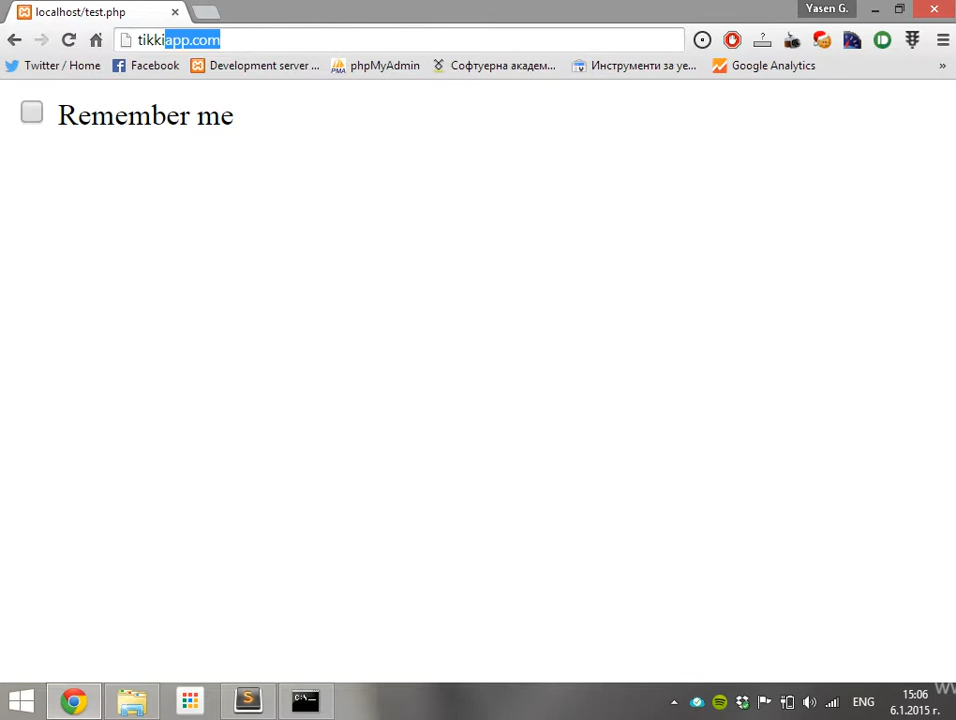 localhost/test.php
Yasen G.
tikkiapp.com
Twitter / Home
Facebook
Development server ...
phpMyAdmin
Софтуерна академ...
Инструменти за уе...
Google Analytics
»
Remember me
C:\_
ENG
15:06
6.1.2015 г.